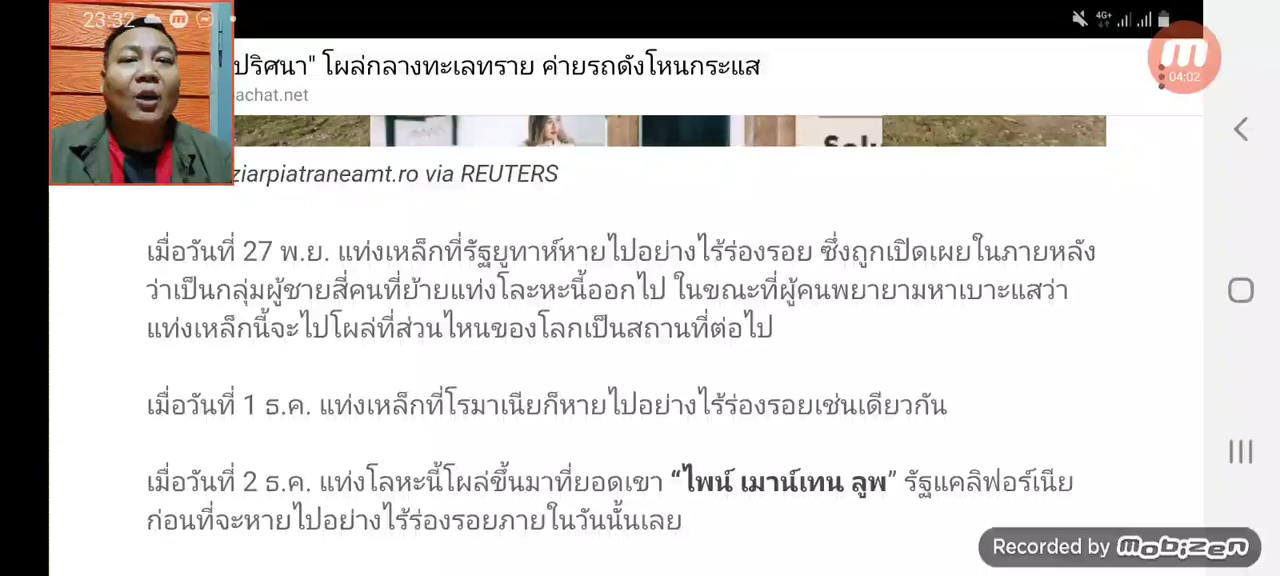 23:32
4G+
ปริศนา" โผล่กลางทะเลทราย ค่ายรถดังโหนกระแส
achat.net
04:02
ziarpiatraneamt.ro via REUTERS
เมื่อวันที่ 27 พ.ย. แท่งเหล็กที่รัฐยูทาห์หายไปอย่างไร้ร่องรอย ซึ่งถูกเปิดเผยในภายหลัง
ว่าเป็นกลุ่มผู้ชายสี่คนที่ย้ายแท่งโละหะนี้ออกไป ในขณะที่ผู้คนพยายามหาเบาะแสว่า
แท่งเหล็กนี้จะไปโผล่ที่ส่วนไหนของโลกเป็นสถานที่ต่อไป
เมื่อวันที่ 1 ธ.ค. แท่งเหล็กที่โรมาเนียก็หายไปอย่างไร้ร่องรอยเช่นเดียวกัน
เมื่อวันที่ 2 ธ.ค. แท่งโลหะนี้โผล่ขึ้นมาที่ยอดเขา “ไพน์ เมาน์เทน ลูพ” รัฐแคลิฟอร์เนีย
ก่อนที่จะหายไปอย่างไร้ร่องรอยภายในวันนั้นเลย
Recorded by mobizen